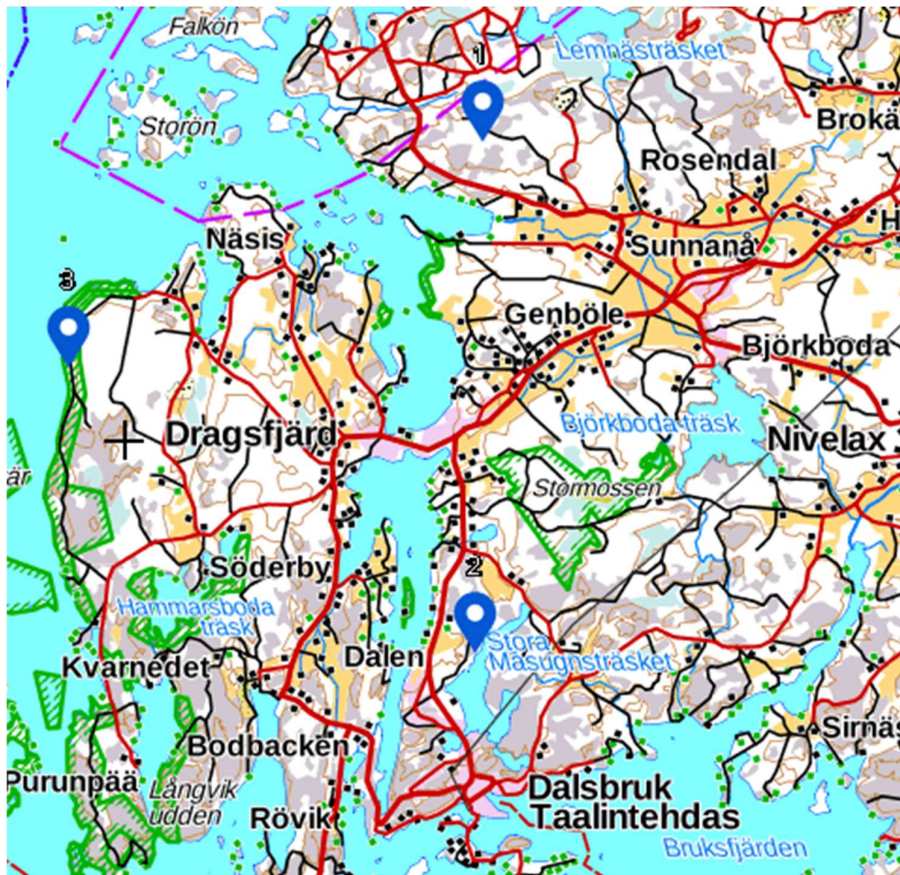 Falkön
1
Lemnästräsket
Storön
Brokä
Rosendal
Näsis
H
Sunnanå
3
Genböle
Björkboda
Björkboda träsk
Dragsfjärd
Nivelax
är
Stormossen
Söderby
2
Hammarsboda
träsk
Stora
Masugnsträsket
Dalen
Kvarnedet
Sirnäs
Bodbacken
Purunpää
Långvik
udden
Dalsbruk
Taalintehdas
Rövik
Bruksfjärden